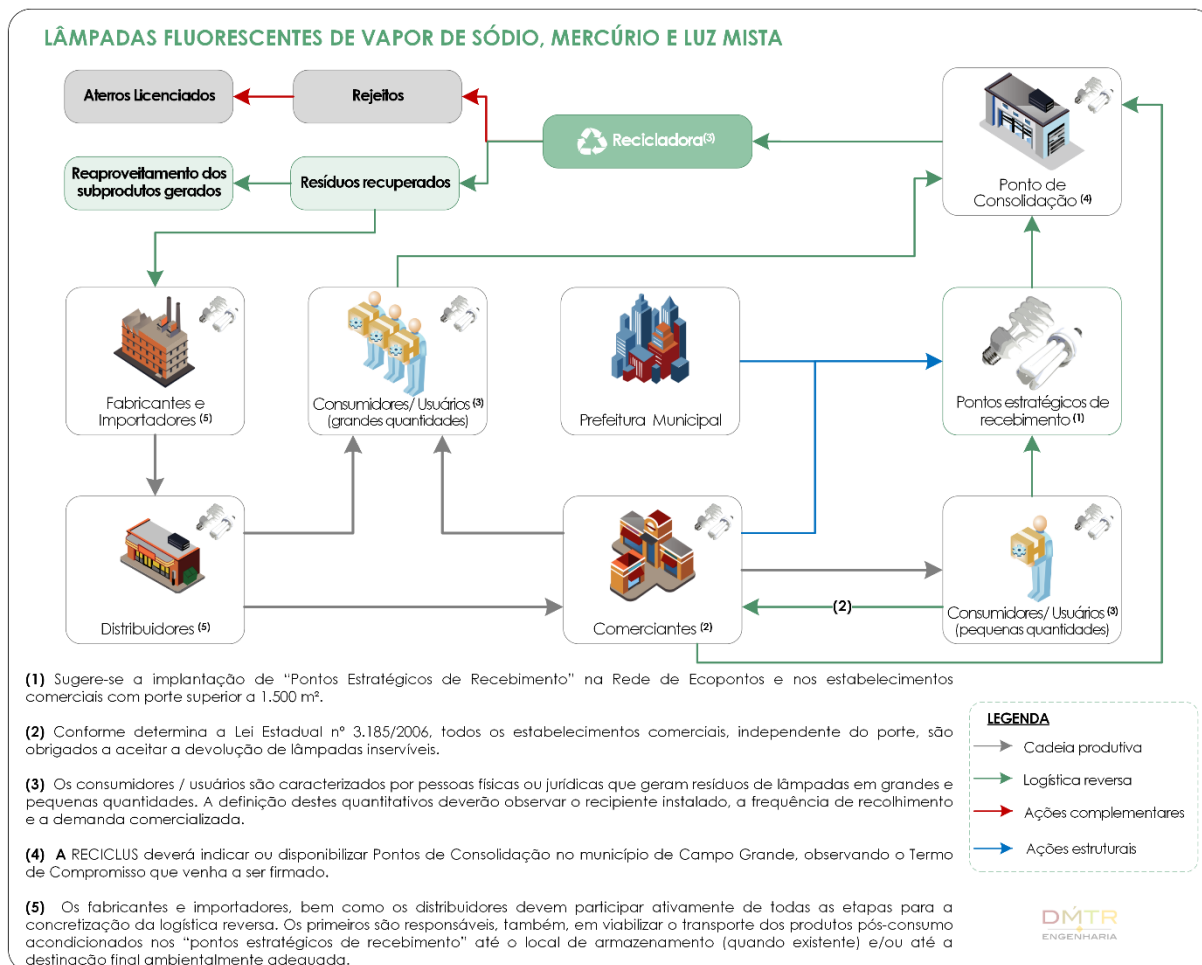 LÂMPADAS FLUORESCENTES DE VAPOR DE SÓDIO, MERCÚRIO E LUZ MISTA
Aterros Licenciados
Rejeitos
Recicladora(3)
Reaproveitamento dos
subprodutos gerados
Resíduos recuperados
Ponto de
Consolidação (4)
Fabricantes e
Importadores (5)
Consumidores/ Usuários (3)
(grandes quantidades)
Prefeitura Municipal
Pontos estratégicos de
recebimento (1)
Distribuidores (5)
Comerciantes (2)
(2)
Consumidores/ Usuários (3)
(pequenas quantidades)
(1) Sugere-se a implantação de “Pontos Estratégicos de Recebimento” na Rede de Ecopontos e nos estabelecimentos
comerciais com porte superior a 1.500 m².
(2) Conforme determina a Lei Estadual nº 3.185/2006, todos os estabelecimentos comerciais, independente do porte, são
obrigados a aceitar a devolução de lâmpadas inservíveis.
(3) Os consumidores / usuários são caracterizados por pessoas físicas ou jurídicas que geram resíduos de lâmpadas em grandes e
pequenas quantidades. A definição destes quantitativos deverão observar o recipiente instalado, a frequência de recolhimento
e a demanda comercializada.
(4) A RECICLUS deverá indicar ou disponibilizar Pontos de Consolidação no município de Campo Grande, observando o Termo
de Compromisso que venha a ser firmado.
(5) Os fabricantes e importadores, bem como os distribuidores devem participar ativamente de todas as etapas para a
concretização da logística reversa. Os primeiros são responsáveis, também, em viabilizar o transporte dos produtos pós-consumo
acondicionados nos “pontos estratégicos de recebimento” até o local de armazenamento (quando existente) e/ou até a
destinação final ambientalmente adequada.
LEGENDA
Cadeia produtiva
Logística reversa
Ações complementares
Ações estruturais
DMTR
ENGENHARIA